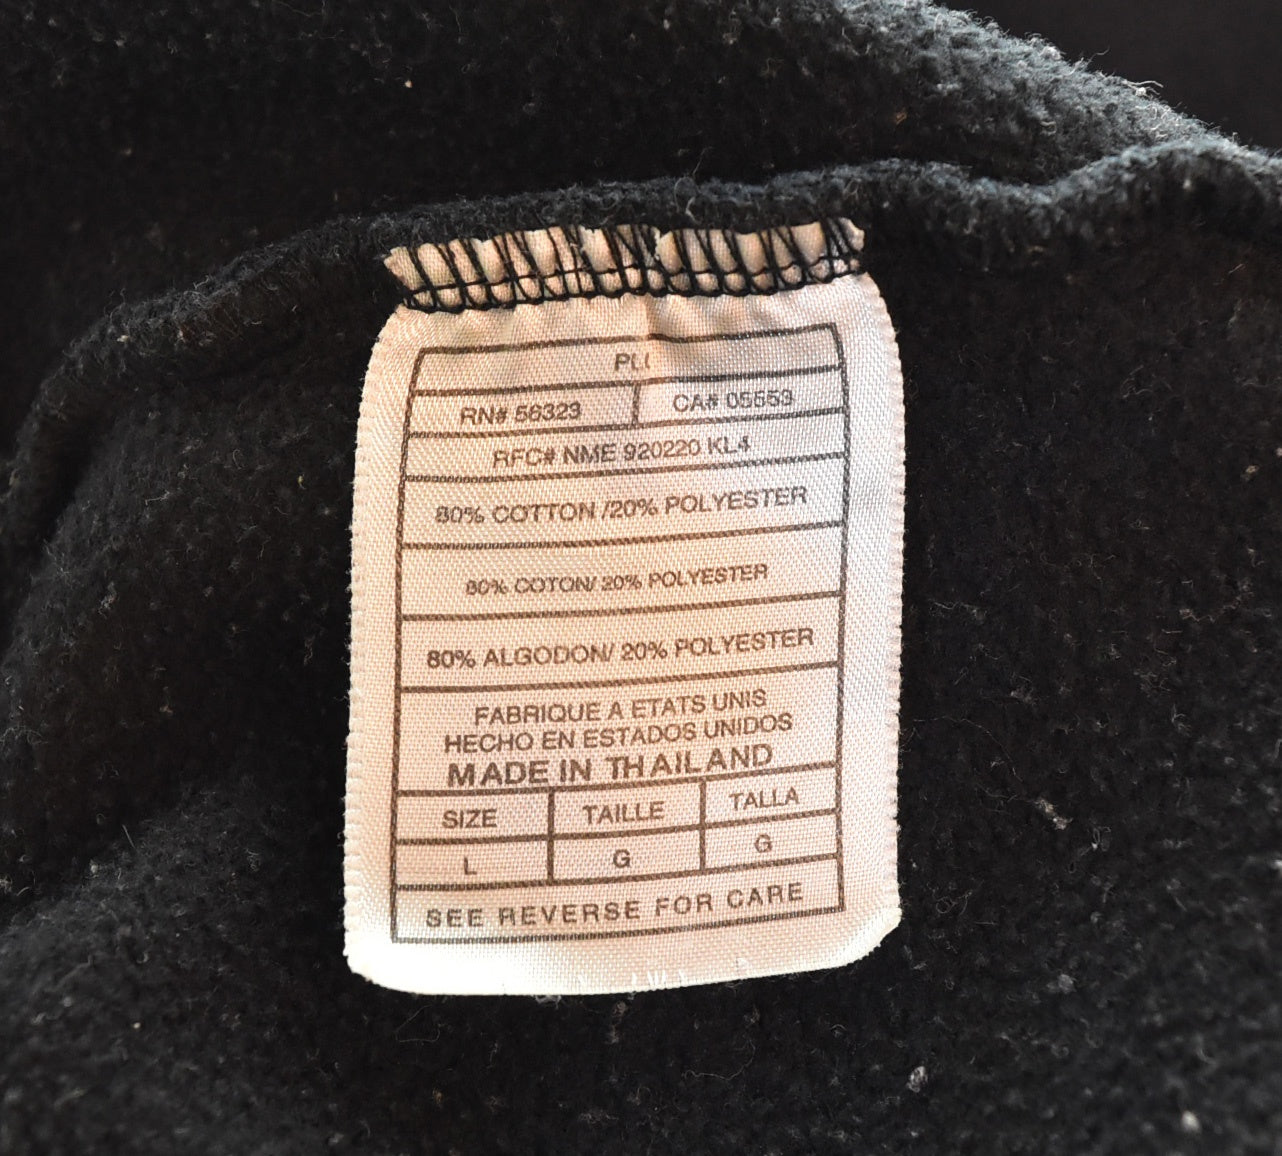 RN# 56323 CA# 05553
RFC# NME 920220 KL4
80% COTTON /20% POLYESTER
80% COTON/ 20% POLYESTER
80% ALGODON/ 20% POLYESTER
FABRIQUE A ETATS UNIS
HECHO EN ESTADOS UNIDOS
MADE IN THAILAND
SIZE TAILLE TALLA
L G G
SEE REVERSE FOR CARE